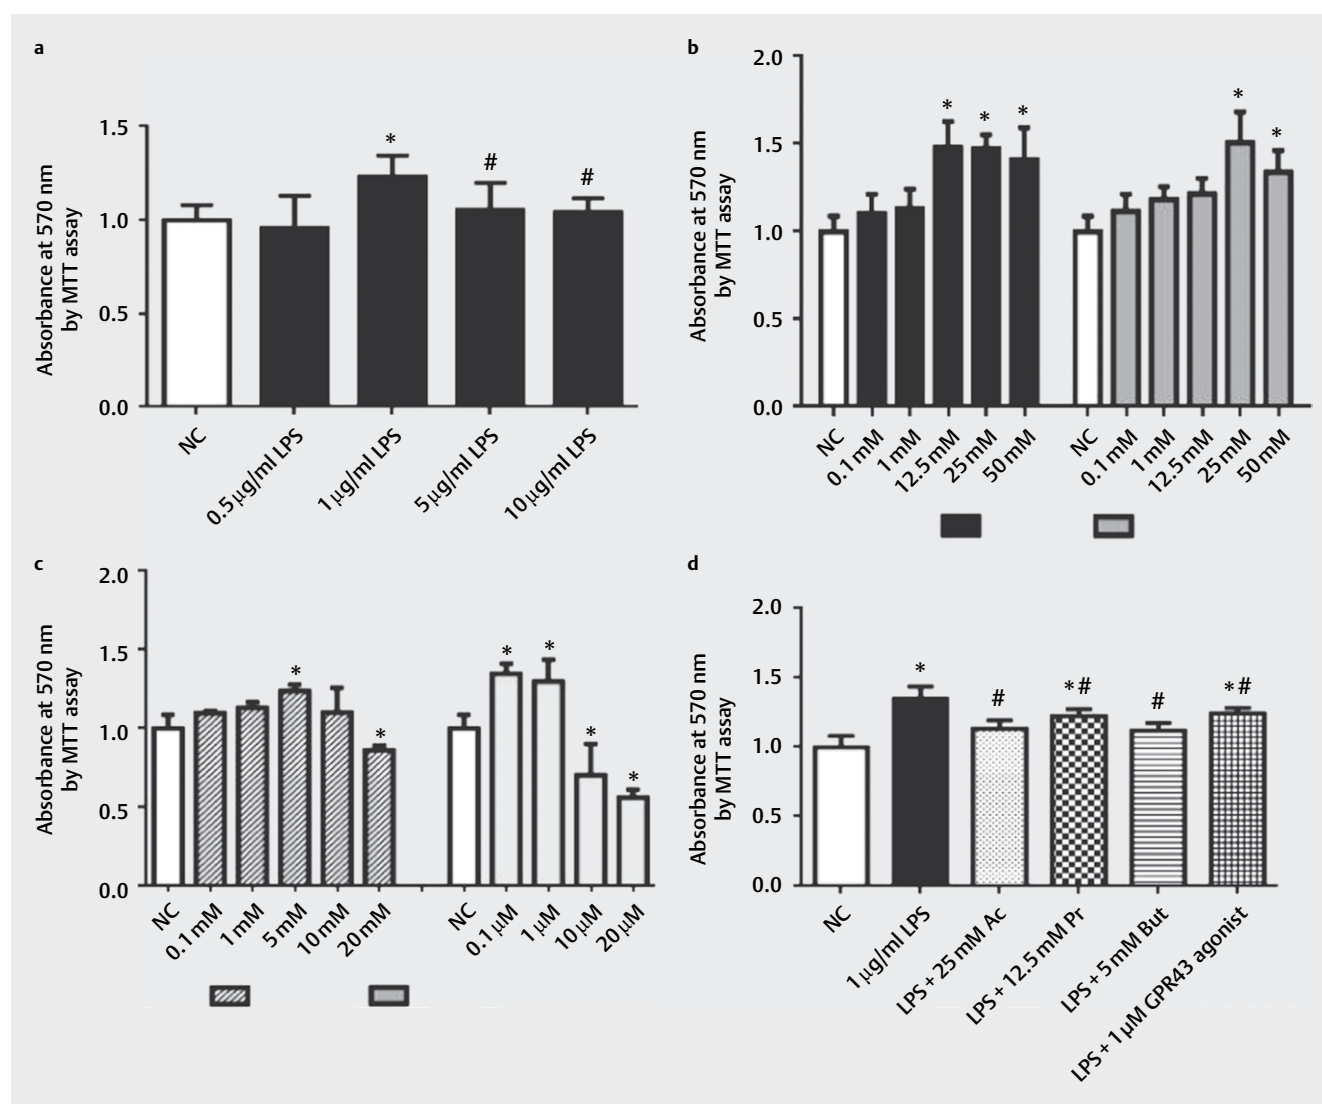 a
Absorbance at 570 nm
by MTT assay
1.5
1.0
0.5
0.0
*
#
#
NC
0.5 µg/ml LPS
1 µg/ml LPS
5 µg/ml LPS
10 µg/ml LPS
b
Absorbance at 570 nm
by MTT assay
2.0
1.5
1.0
0.5
0.0
*
*
*
*
*
NC
0.1 mM
1 mM
12.5 mM
25 mM
50 mM
NC
0.1 mM
1 mM
12.5 mM
25 mM
50 mM
c
Absorbance at 570 nm
by MTT assay
2.0
1.5
1.0
0.5
0.0
*
*
*
*
*
*
NC
0.1 mM
1 mM
5 mM
10 mM
20 mM
NC
0.1 µM
1 µM
10 µM
20 µM
d
Absorbance at 570 nm
by MTT assay
2.0
1.5
1.0
0.5
0.0
*
#
*#
#
*#
NC
1 µg/ml LPS
LPS + 25 mM Ac
LPS + 12.5 mM Pr
LPS + 5 mM But
LPS + 1 µM GPR43 agonist